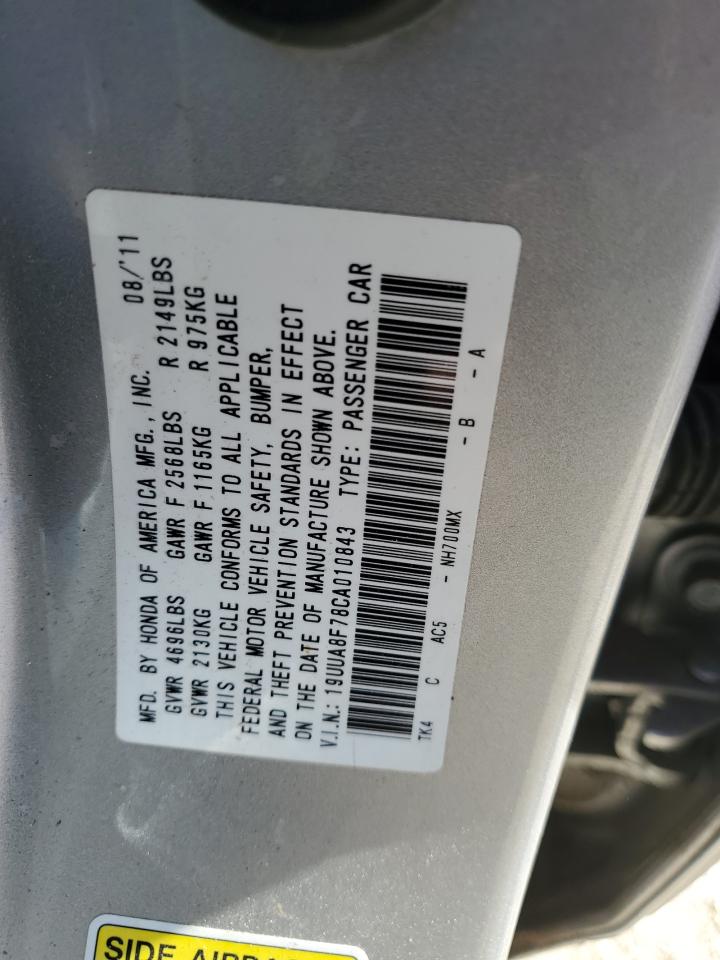 MFD. BY HONDA OF AMERICA MFG., INC. 08/'11
GVWR 4696LBS GAWR F 2568LBS R 2149LBS
GVWR 2130KG GAWR F 1165KG R 975KG
THIS VEHICLE CONFORMS TO ALL APPLICABLE
FEDERAL MOTOR VEHICLE SAFETY, BUMPER,
AND THEFT PREVENTION STANDARDS IN EFFECT
ON THE DATE OF MANUFACTURE SHOWN ABOVE.
V.I.N.: 19UUA8F78CA010843 TYPE: PASSENGER CAR
TK4 C AC5 - NH700MX - B - A
SIDE